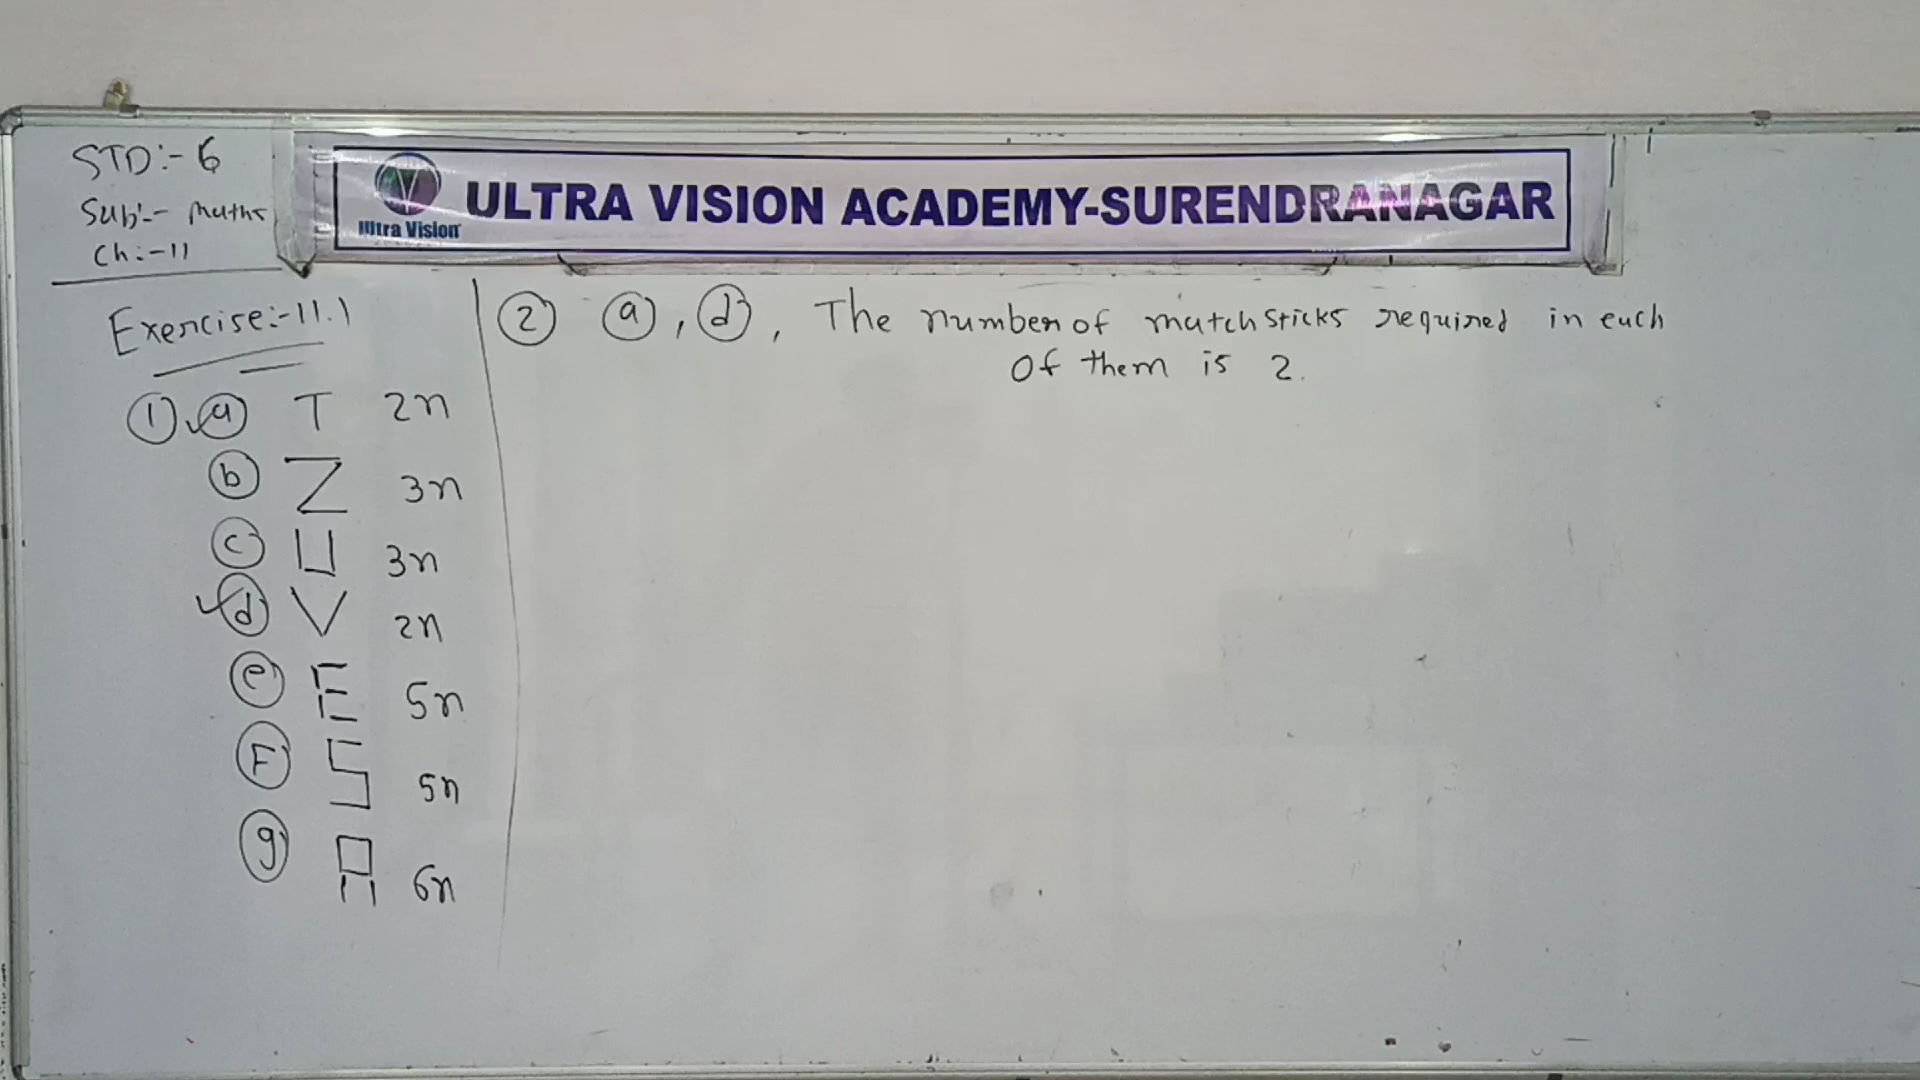 STD:- 6
Sub:- Maths
Ch:-11
Ultra Vision
ULTRA VISION ACADEMY-SURENDRANAGAR
Exercise:-11.1
① a T 2n
b Z 3n
c U 3n
d V 2n
e E 5n
F S 5n
g A 6n
② a, d, The number of matchsticks required in each
of them is 2.